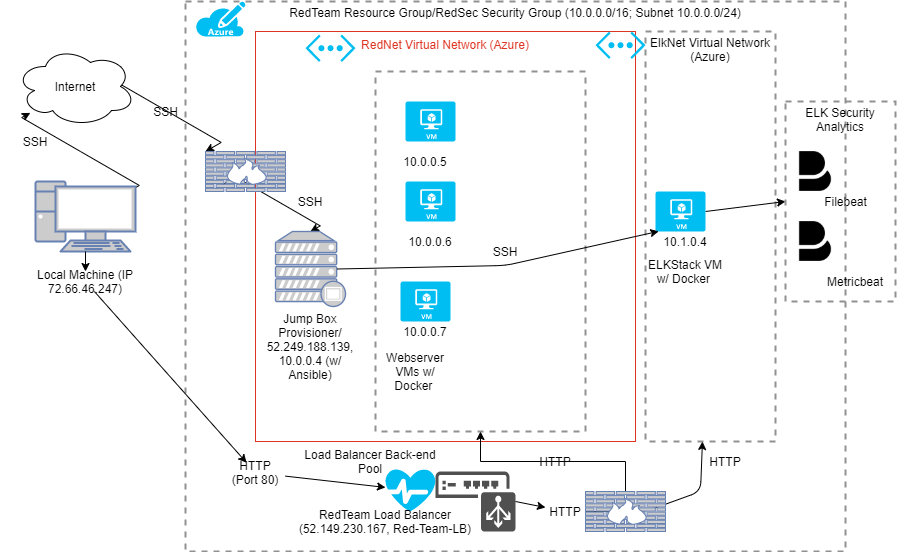 RedTeam Resource Group/RedSec Security Group (10.0.0.0/16; Subnet 10.0.0.0/24)
Azure
RedNet Virtual Network (Azure)
ElkNet Virtual Network
(Azure)
Internet
SSH
SSH
ELK Security
Analytics
VM
10.0.0.5
VM
10.0.0.6
SSH
VM
10.1.0.4
Filebeat
SSH
ELKStack VM
w/ Docker
Metricbeat
Local Machine (IP
72.66.46.247)
VM
10.0.0.7
Jump Box
Provisioner/
52.249.188.139,
10.0.0.4 (w/
Ansible)
Webserver
VMs w/
Docker
HTTP
(Port 80)
Load Balancer Back-end
Pool
HTTP
HTTP
RedTeam Load Balancer
(52.149.230.167, Red-Team-LB)
HTTP